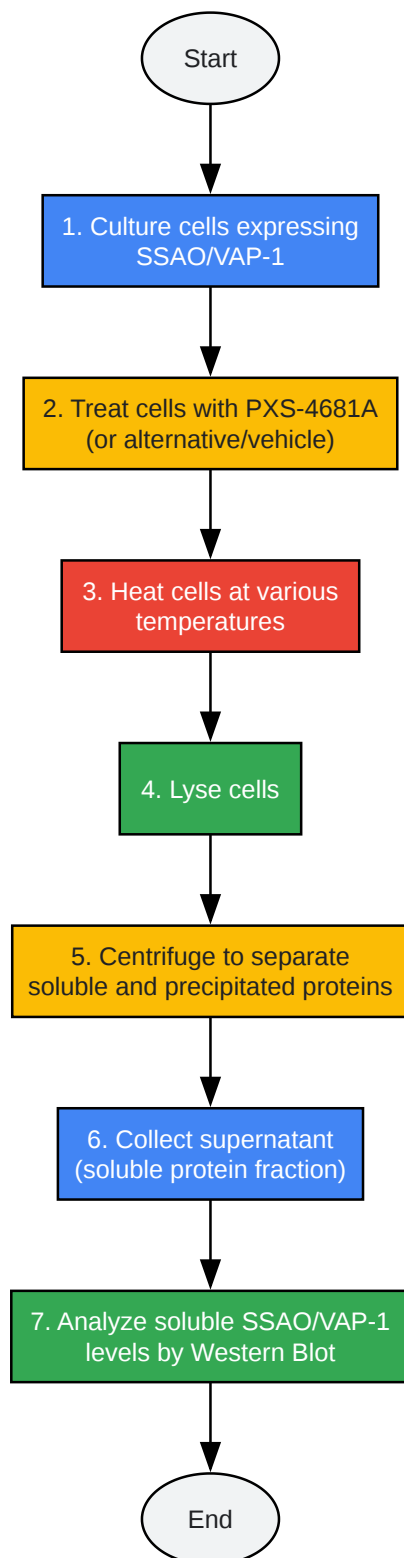 Start
1. Culture cells expressing
SSAO/VAP-1
2. Treat cells with PXS-4681A
(or alternative/vehicle)
3. Heat cells at various
temperatures
4. Lyse cells
5. Centrifuge to separate
soluble and precipitated proteins
6. Collect supernatant
(soluble protein fraction)
7. Analyze soluble SSAO/VAP-1
levels by Western Blot
End